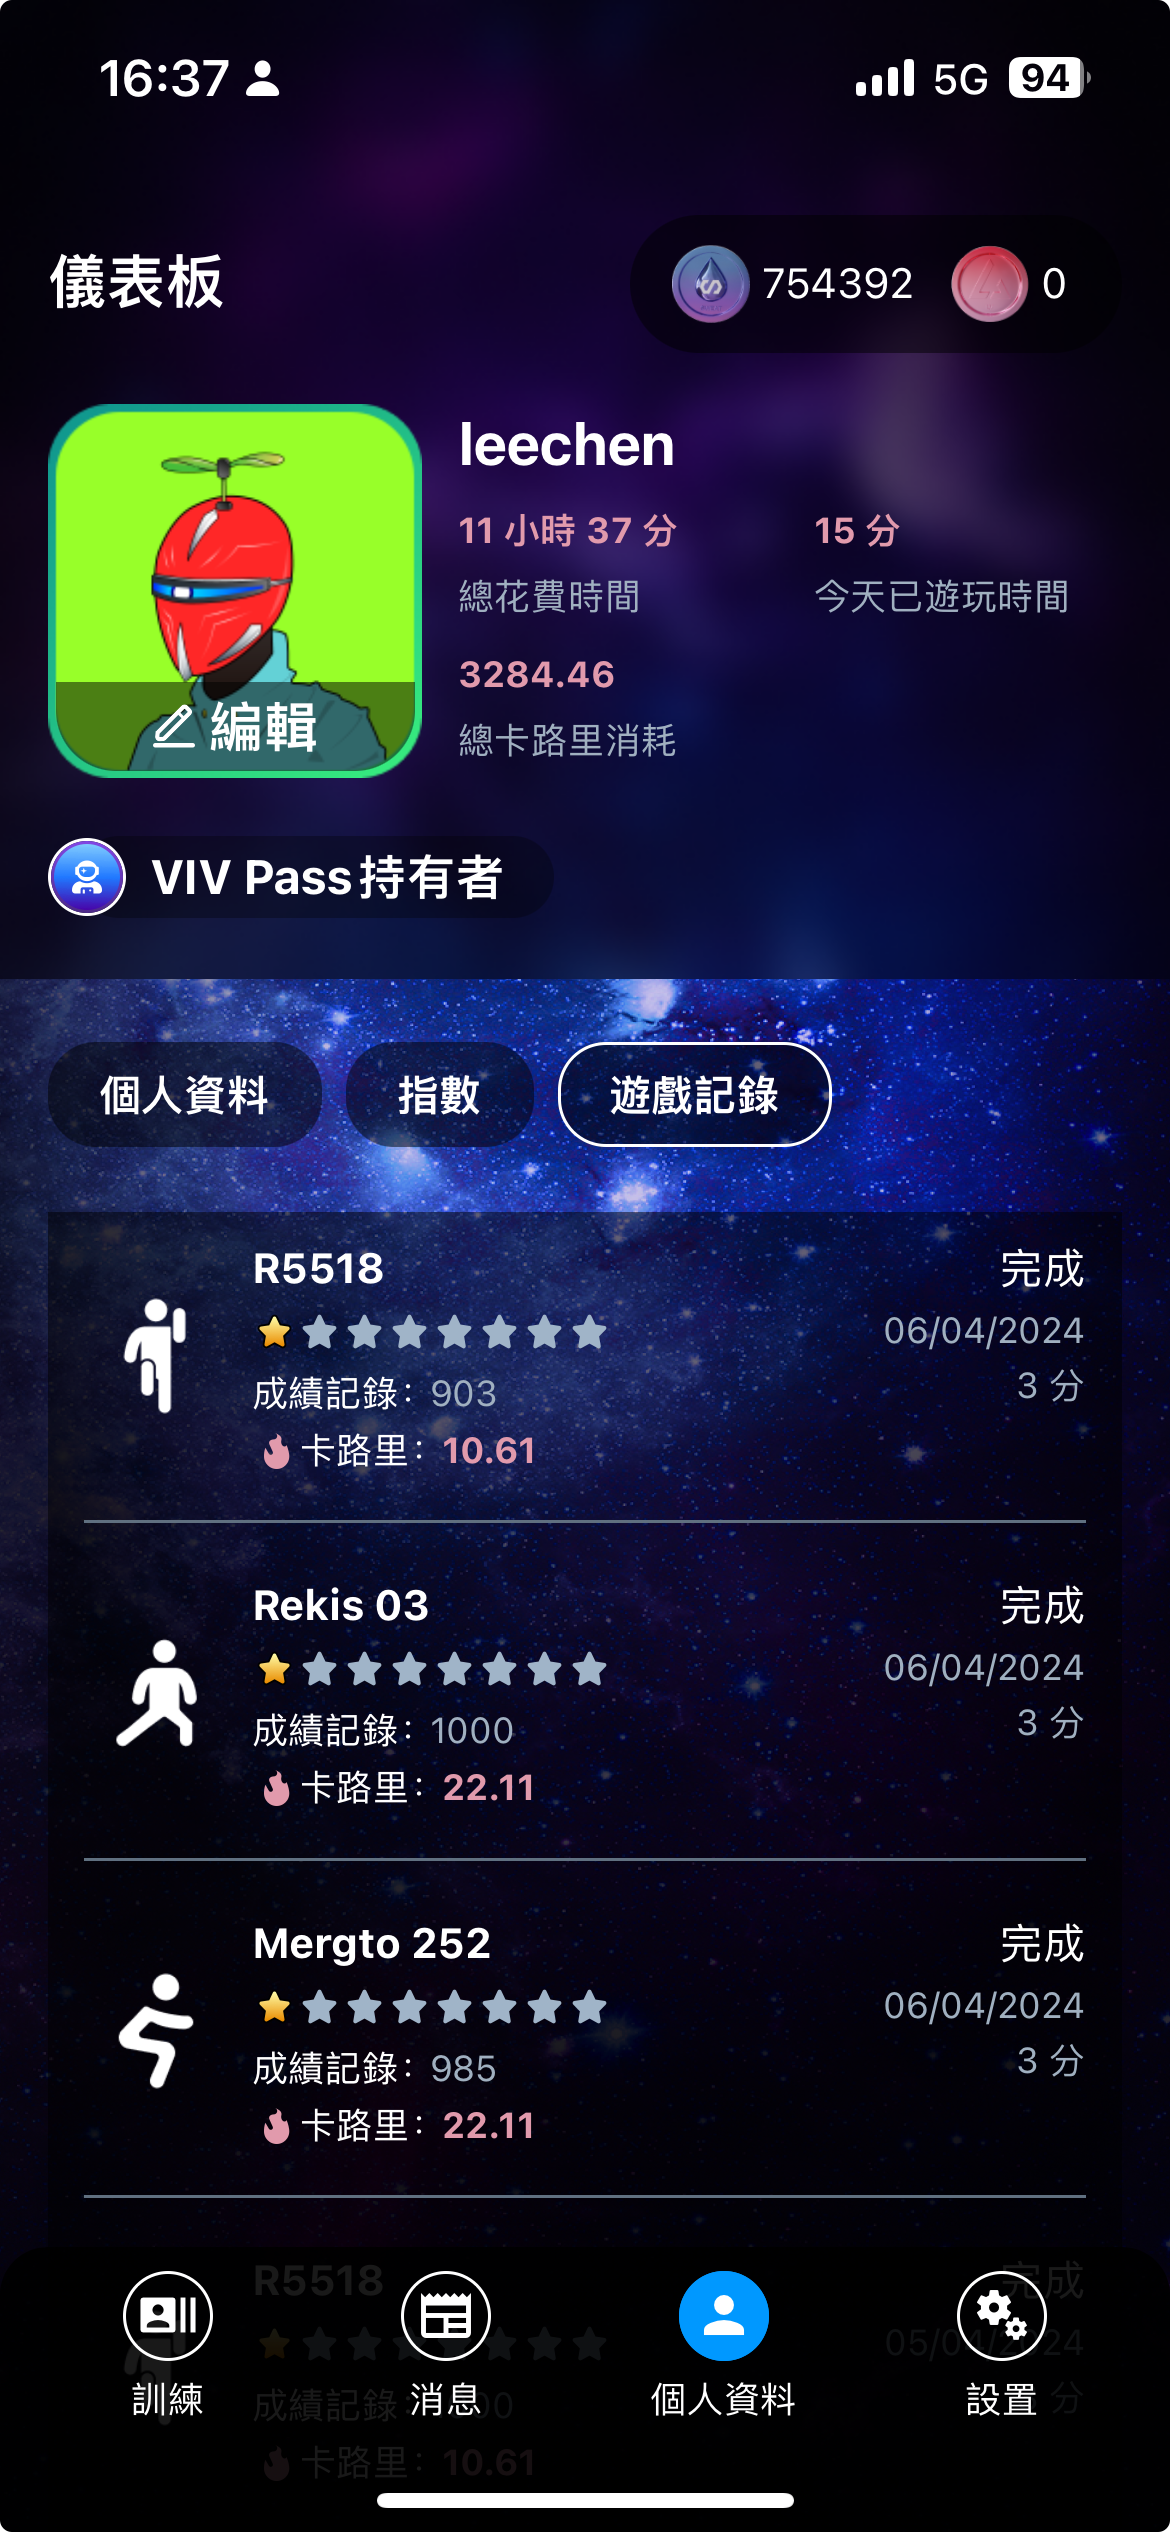 16:37 5G 94
儀表板 754392 0
leechen
11 小時 37 分 15 分
總花費時間 今天已遊玩時間
3284.46
總卡路里消耗
編輯
VIV Pass持有者
個人資料 指數 遊戲記錄
R5518 完成
06/04/2024
成績記錄： 903 3 分
卡路里： 10.61
Rekis 03 完成
06/04/2024
成績記錄： 1000 3 分
卡路里： 22.11
Mergto 252 完成
06/04/2024
成績記錄： 985 3 分
卡路里： 22.11
R5518 完成
訓練 消息 個人資料 設置
成績記錄 分
卡路里： 10.61